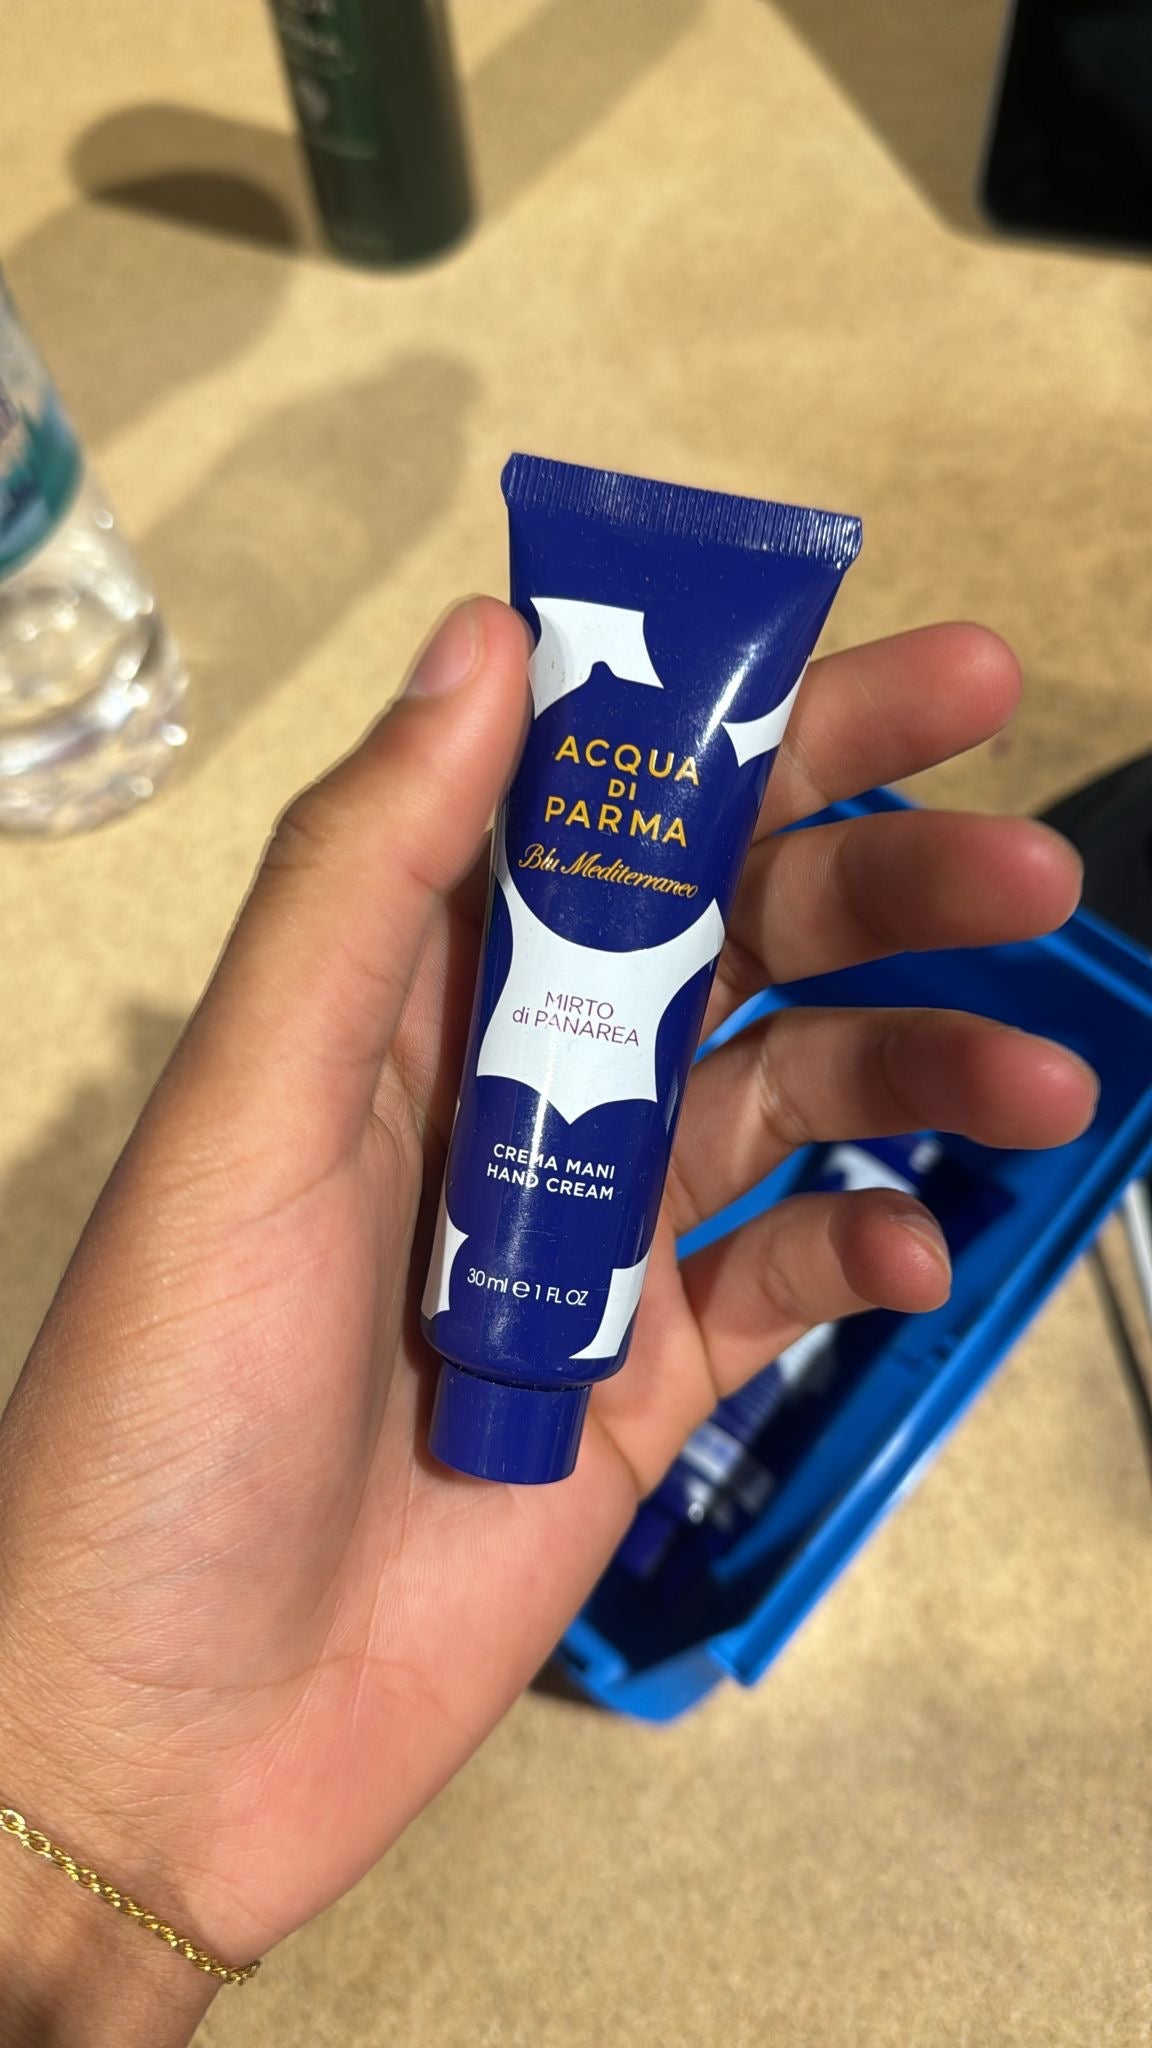 ACQUA
DI
PARMA
Blu Mediterraneo
MIRTO
di PANAREA
CREMA MANI
HAND CREAM
30 ml ℮ 1 FL OZ